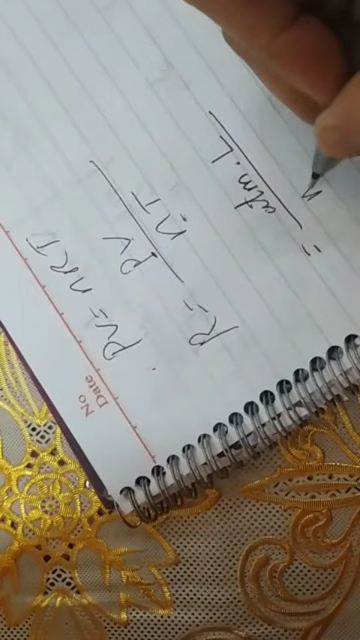 No
Date
PV = nRT
R = PV
nT
= atm.L
n